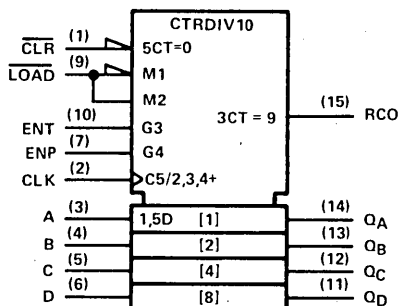 CTRDIV10
CLR (1) 5CT=0
LOAD (9) M1
M2
3CT = 9 (15) RCO
ENT (10) G3
ENP (7) G4
CLK (2) C5/2,3,4+
A (3) 1,5D [1] (14) QA
B (4) [2] (13) QB
C (5) [4] (12) QC
D (6) [8] (11) QD